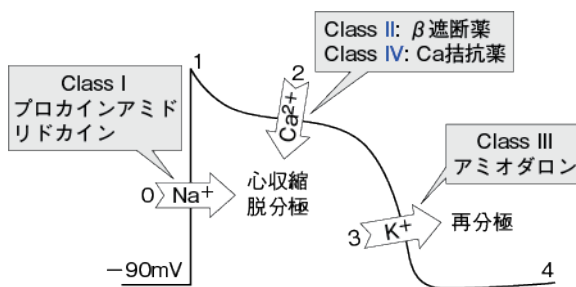 Class II: β遮断薬
Class IV: Ca拮抗薬
1
2
Class I
プロカインアミド
リドカイン
Ca²⁺
Class III
アミオダロン
0
Na⁺
心収縮
脱分極
3
K⁺
再分極
−90mV
4